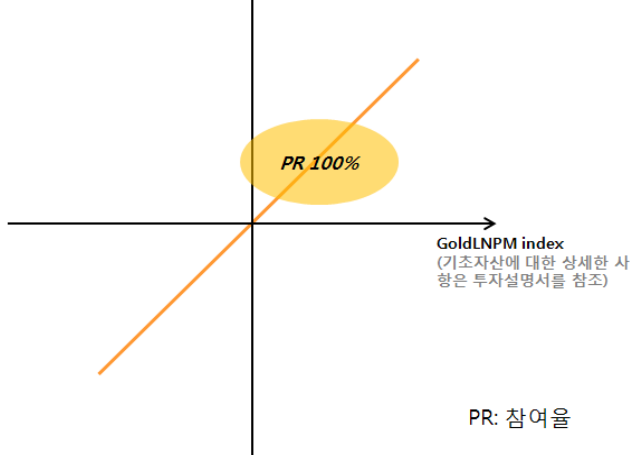 PR 100%
GoldLNPM index
(기초자산에 대한 상세한 사
항은 투자설명서를 참조)
PR: 참여율